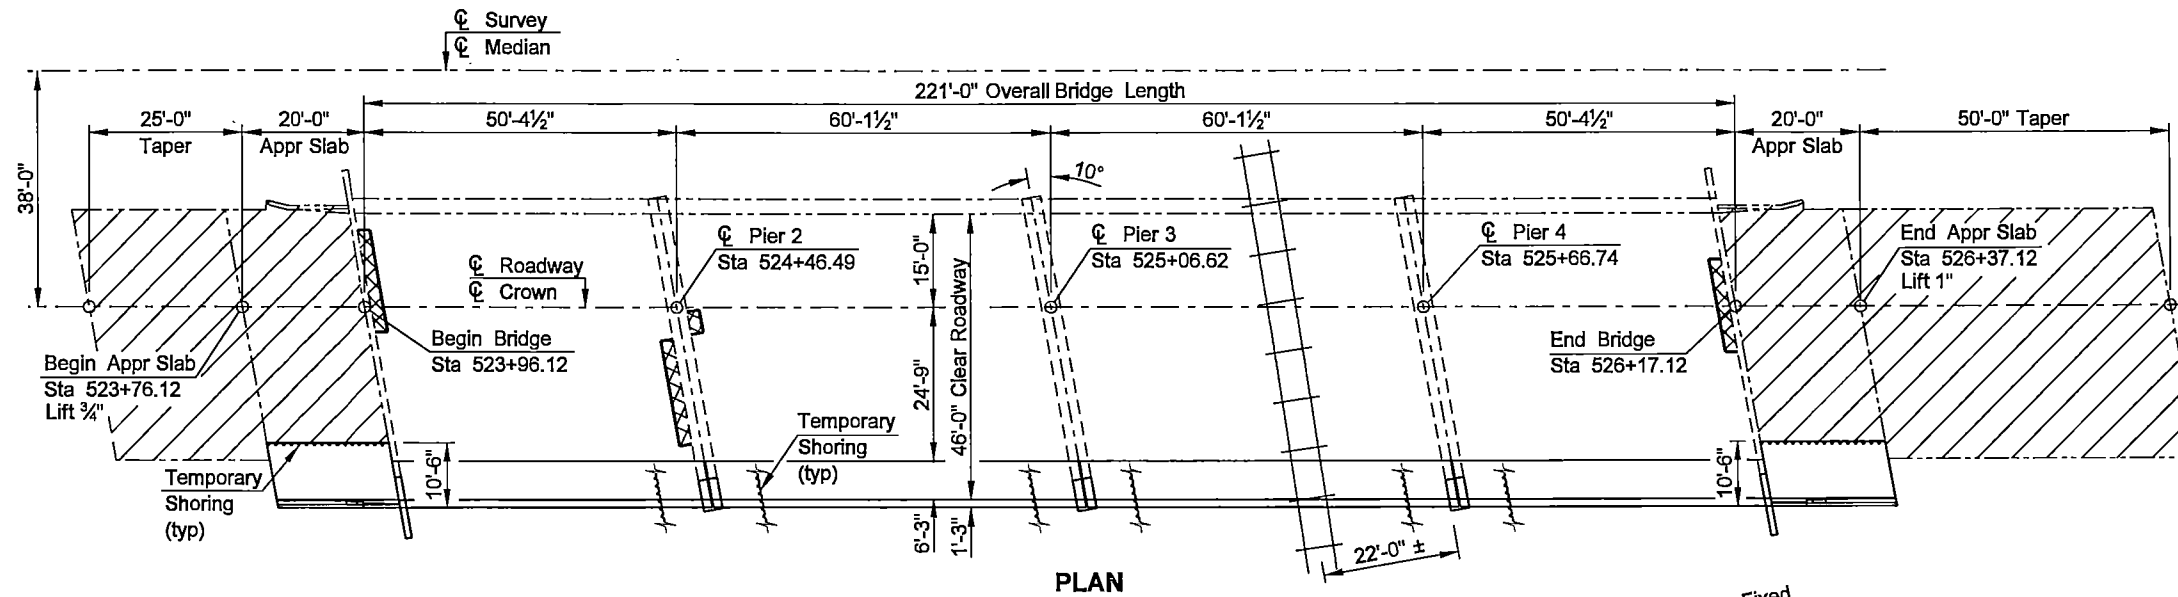 ℄ Survey
℄ Median
221'-0" Overall Bridge Length
25'-0"
Taper
20'-0"
Appr Slab
50'-4½"
60'-1½"
60'-1½"
50'-4½"
20'-0"
Appr Slab
50'-0" Taper
38'-0"
10°
℄ Roadway
℄ Crown
℄ Pier 2
Sta 524+46.49
15'-0"
℄ Pier 3
Sta 525+06.62
℄ Pier 4
Sta 525+66.74
End Appr Slab
Sta 526+37.12
Lift 1"
Begin Appr Slab
Sta 523+76.12
Lift ¾"
Begin Bridge
Sta 523+96.12
24'-9"
46'-0" Clear Roadway
End Bridge
Sta 526+17.12
Temporary
Shoring
(typ)
10'-6"
Temporary
Shoring
(typ)
10'-6"
6'-3"
1'-3"
22'-0" ±
PLAN
Fixed